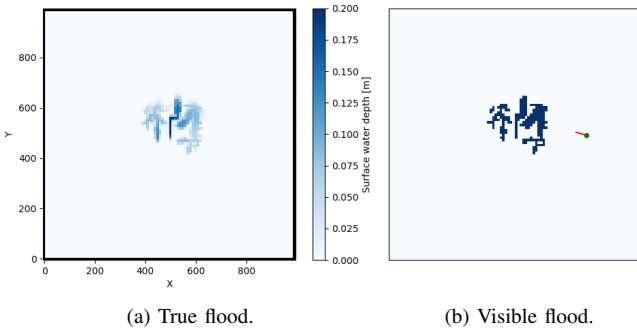 800
600
400
200
0
Y
0 200 400 600 800
X
0.200
0.175
0.150
0.125
0.100
0.075
0.050
0.025
0.000
Surface water depth [m]
(a) True flood.
(b) Visible flood.